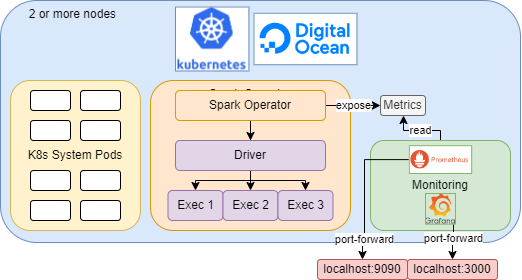 2 or more nodes
kubernetes
Digital
Ocean
Spark Operator
expose
Metrics
read
K8s System Pods
Driver
Prometheus
Monitoring
Exec 1
Exec 2
Exec 3
Grafana
port-forward
port-forward
localhost:9090
localhost:3000